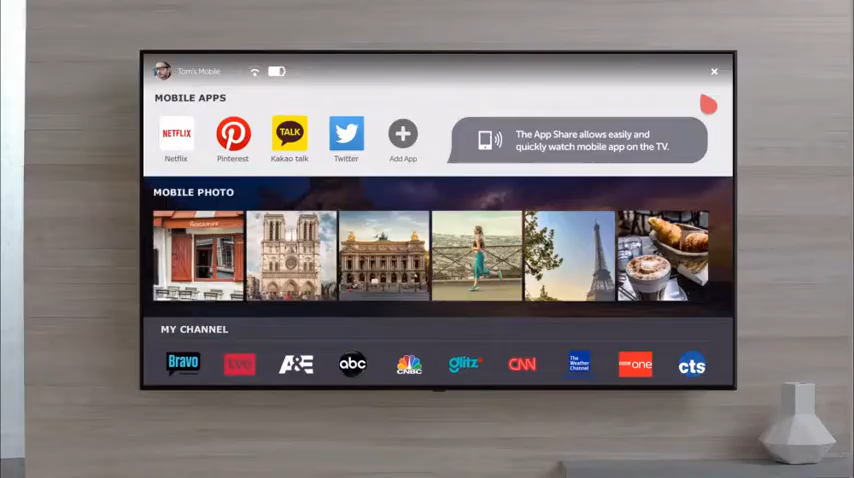 Tom's Mobile
MOBILE APPS
NETFLIX
TALK
Netflix
Pinterest
Kakao talk
Twitter
Add App
The App Share allows easily and
quickly watch mobile app on the TV.
MOBILE PHOTO
Restaurant
MY CHANNEL
Bravo
tve
A&E
abc
CNBC
glitz*
CNN
The
Weather
Channel
one
cts